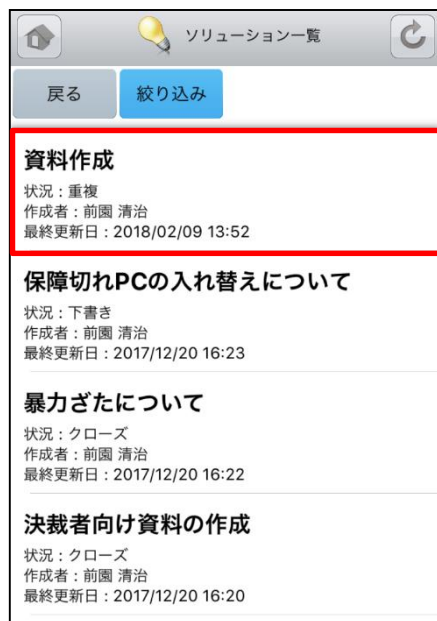 ソリューション一覧
戻る 絞り込み
資料作成
状況：重複
作成者：前園 清治
最終更新日：2018/02/09 13:52
保障切れPCの入れ替えについて
状況：下書き
作成者：前園 清治
最終更新日：2017/12/20 16:23
暴力ざたについて
状況：クローズ
作成者：前園 清治
最終更新日：2017/12/20 16:22
決裁者向け資料の作成
状況：クローズ
作成者：前園 清治
最終更新日：2017/12/20 16:20